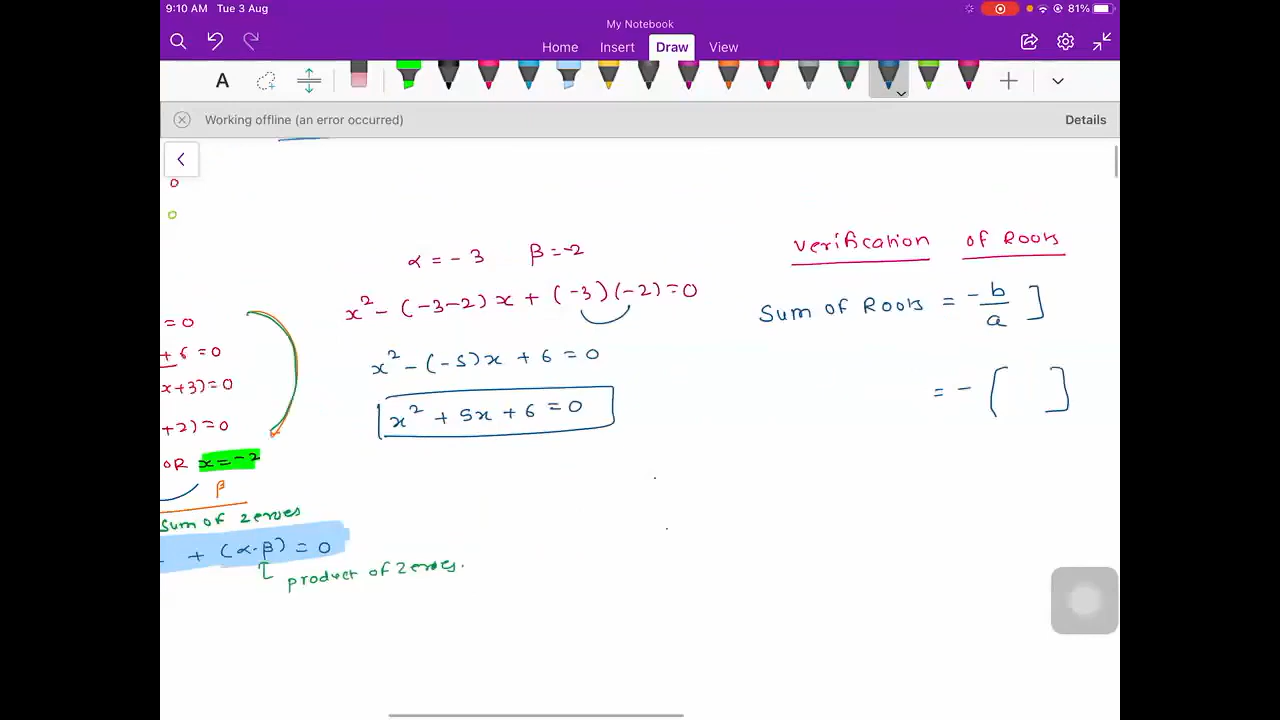 9:10 AM Tue 3 Aug
81%
My Notebook
Home Insert Draw View
A
Working offline (an error occurred)
Details
0
0
α = -3 β = -2
x² - (-3-2)x + (-3)(-2) = 0
x² - (-5)x + 6 = 0
x² + 5x + 6 = 0
Verification of Roots
Sum of Roots = -b/a ]
= - ( ]
= 0
+ 6 = 0
x+3) = 0
+2) = 0
OR x = -2
β
Sum of Zeroes
+ (α·β) = 0
product of Zeroes.